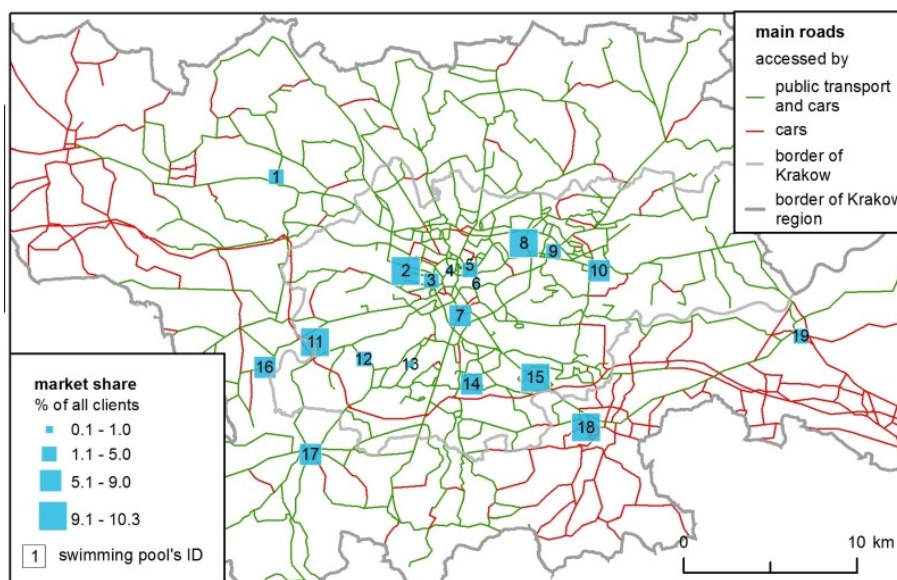 main roads
accessed by
public transport
and cars
cars
border of
Krakow
border of Krakow
region
1
8
9
5
4
2
3
6
10
7
11
12
13
16
14
15
19
18
17
market share
% of all clients
0.1 - 1.0
1.1 - 5.0
5.1 - 9.0
9.1 - 10.3
1 swimming pool's ID
0 10 km